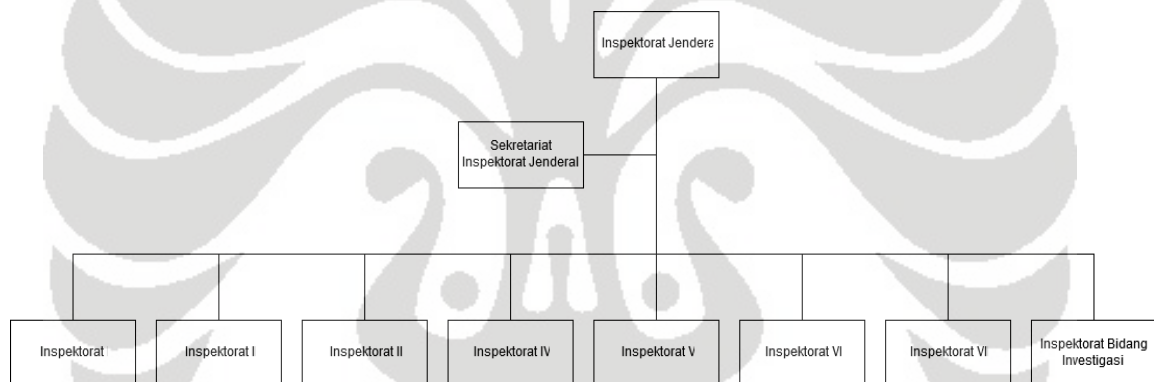 Inspektorat Jendera
Sekretariat
Inspektorat Jenderal
Inspektorat
Inspektorat I
Inspektorat II
Inspektorat IV
Inspektorat V
Inspektorat VI
Inspektorat VI
Inspektorat Bidang
Investigasi